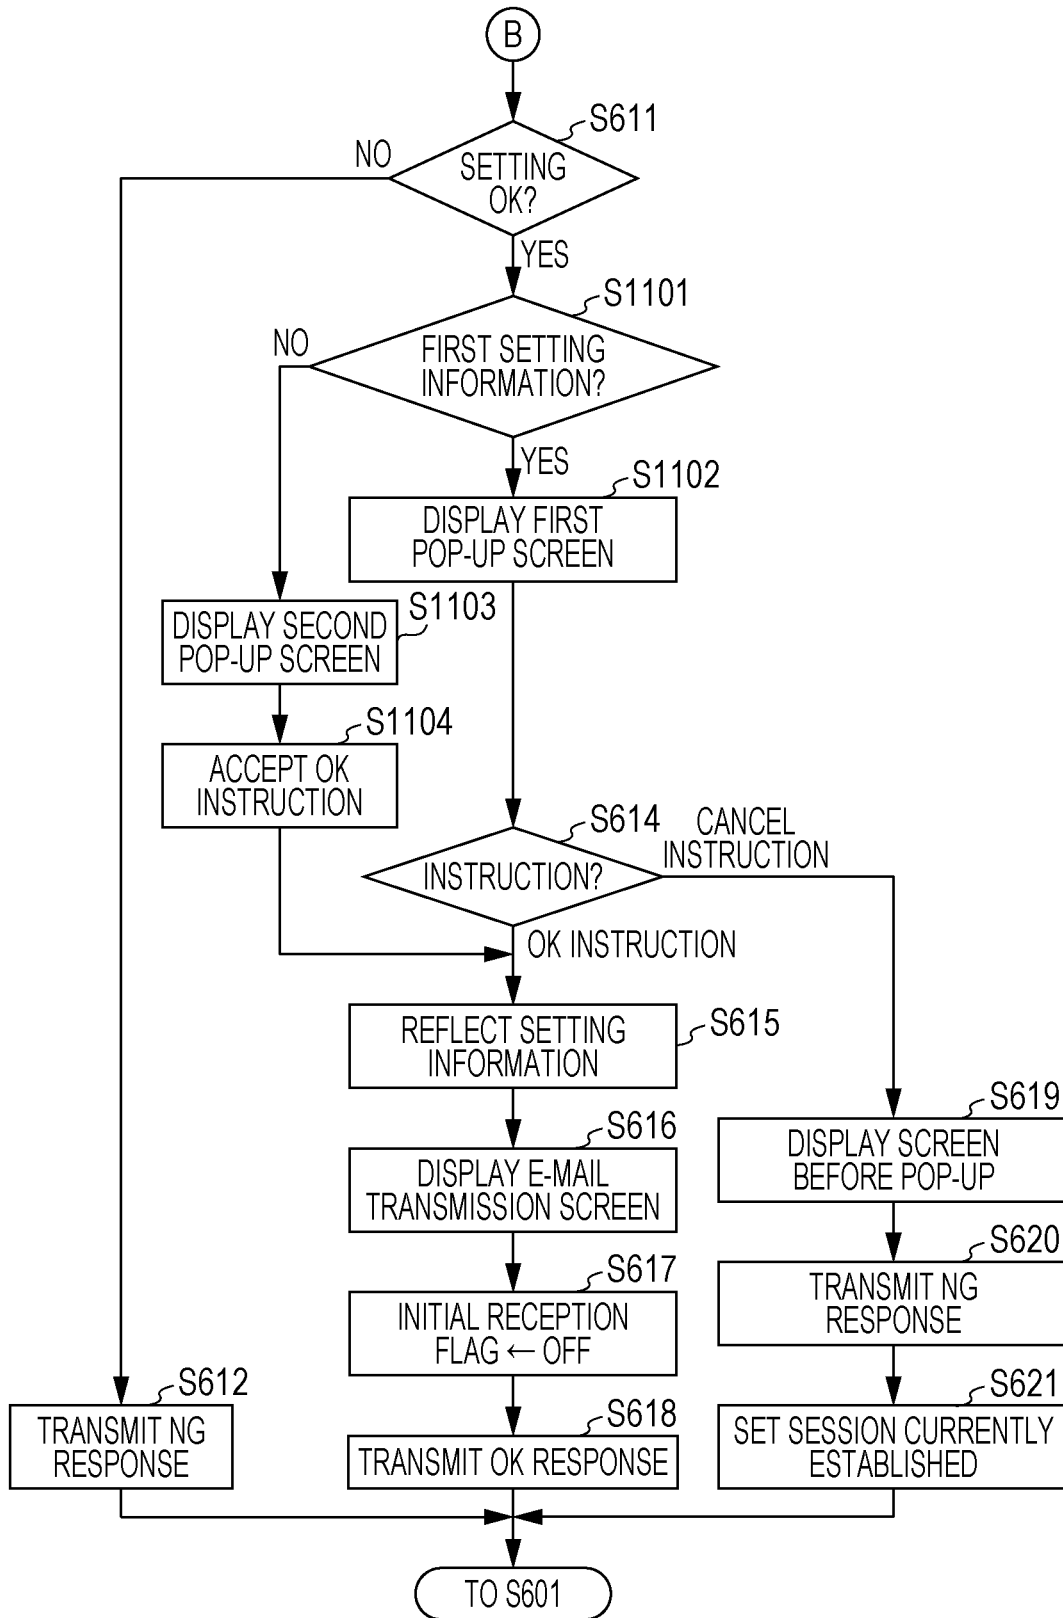 B
S611
NO
SETTING
OK?
YES
S1101
NO
FIRST SETTING
INFORMATION?
YES
S1102
DISPLAY FIRST
POP-UP SCREEN
S1103
DISPLAY SECOND
POP-UP SCREEN
S1104
ACCEPT OK
INSTRUCTION
S614
CANCEL
INSTRUCTION
INSTRUCTION?
OK INSTRUCTION
S615
REFLECT SETTING
INFORMATION
S616
DISPLAY E-MAIL
TRANSMISSION SCREEN
S617
INITIAL RECEPTION
FLAG ← OFF
S618
TRANSMIT OK RESPONSE
S619
DISPLAY SCREEN
BEFORE POP-UP
S620
TRANSMIT NG
RESPONSE
S621
SET SESSION CURRENTLY
ESTABLISHED
S612
TRANSMIT NG
RESPONSE
TO S601